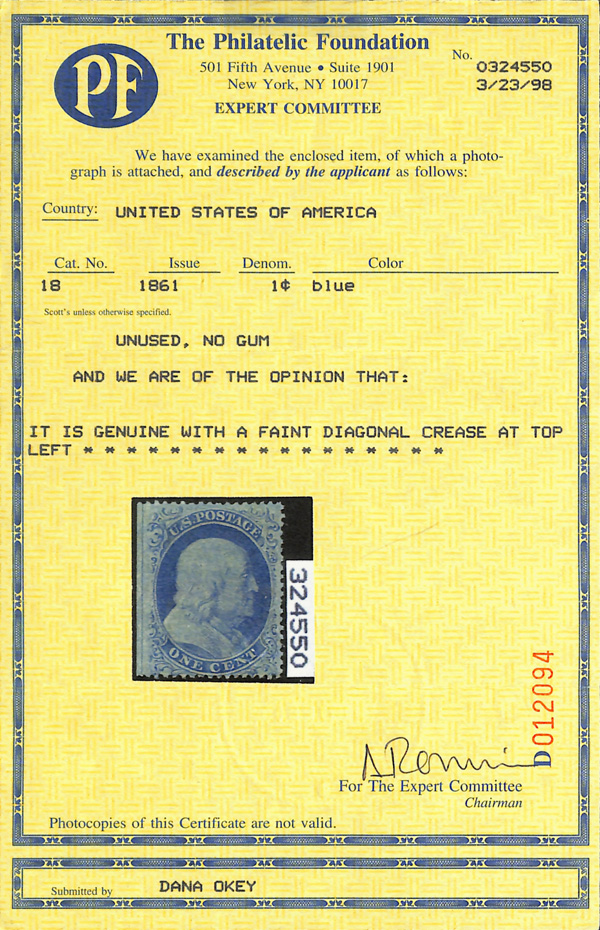 PF
The Philatelic Foundation
501 Fifth Avenue • Suite 1901
New York, NY 10017
EXPERT COMMITTEE
No. 0324550
3/23/98
We have examined the enclosed item, of which a photo-
graph is attached, and described by the applicant as follows:
Country: UNITED STATES OF AMERICA
Cat. No. Issue Denom. Color
18 1861 1¢ blue
Scott's unless otherwise specified.
UNUSED, NO GUM
AND WE ARE OF THE OPINION THAT:
IT IS GENUINE WITH A FAINT DIAGONAL CREASE AT TOP
LEFT * * * * * * * * * * * * * * * * *
U.S. POSTAGE
ONE CENT
324550
D012094
For The Expert Committee
Chairman
Photocopies of this Certificate are not valid.
Submitted by DANA OKEY